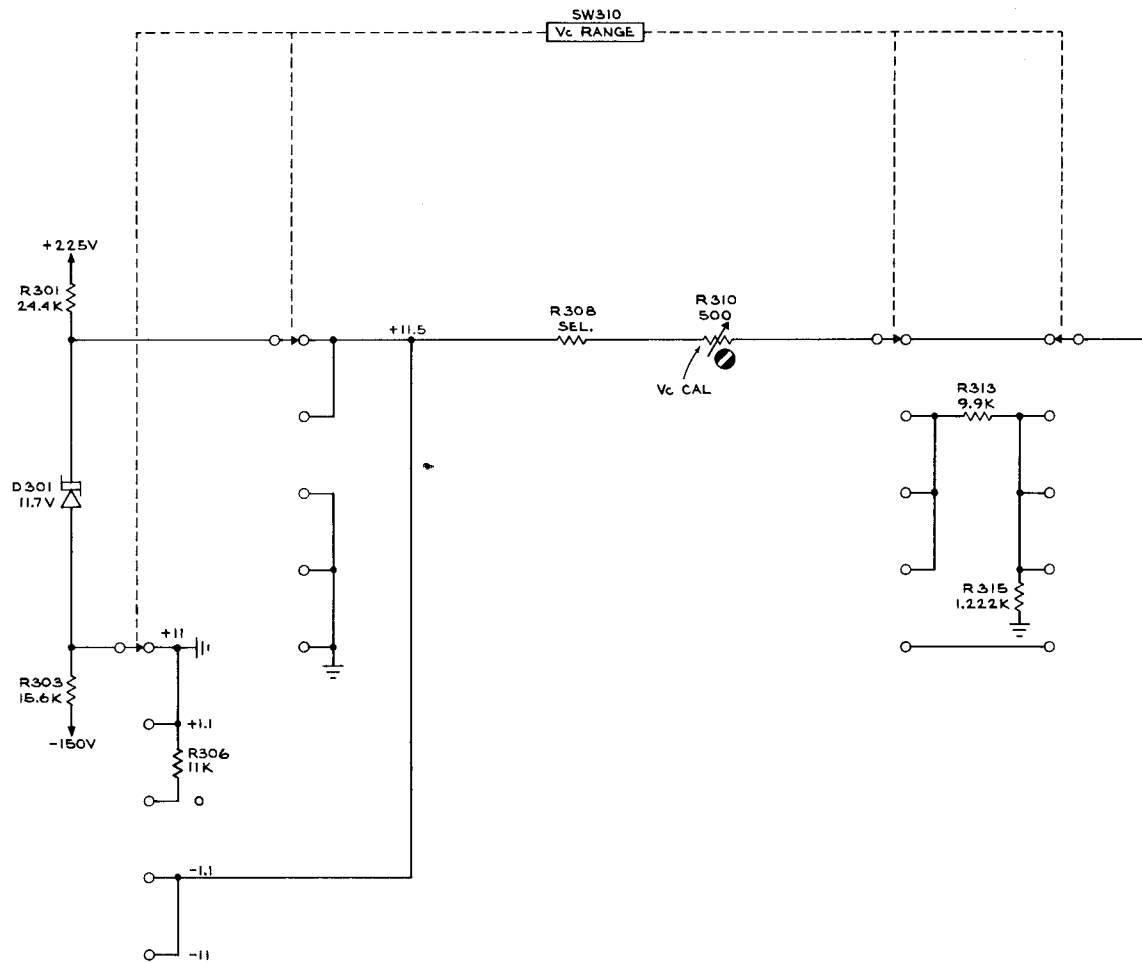 SW310
Vc RANGE
+225V
R301
24.4K
+11.5
R308
SEL.
R310
500
Vc CAL
R313
9.9K
D301
11.7V
R315
1.222K
+11
R303
15.6K
-150V
+1.1
R306
11K
0
-1.1
-11